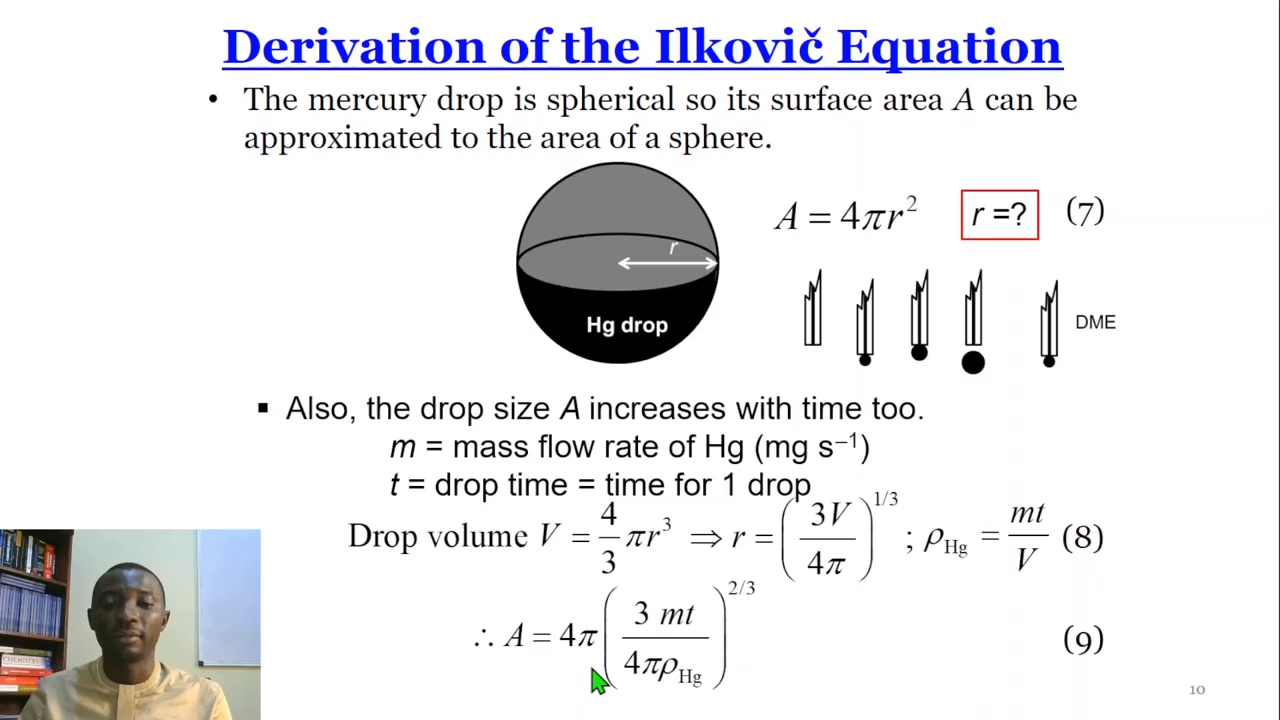 Derivation of the Ilkovič Equation
• The mercury drop is spherical so its surface area A can be
approximated to the area of a sphere.
A = 4πr² r =? (7)
r
Hg drop
DME
▪ Also, the drop size A increases with time too.
m = mass flow rate of Hg (mg s⁻¹)
t = drop time = time for 1 drop
Drop volume V = 4/3 πr³ ⇒ r = (3V/4π)^1/3 ; ρHg = mt/V (8)
∴ A = 4π (3 mt/4πρHg)^2/3 (9)
CHEMISTRY
10